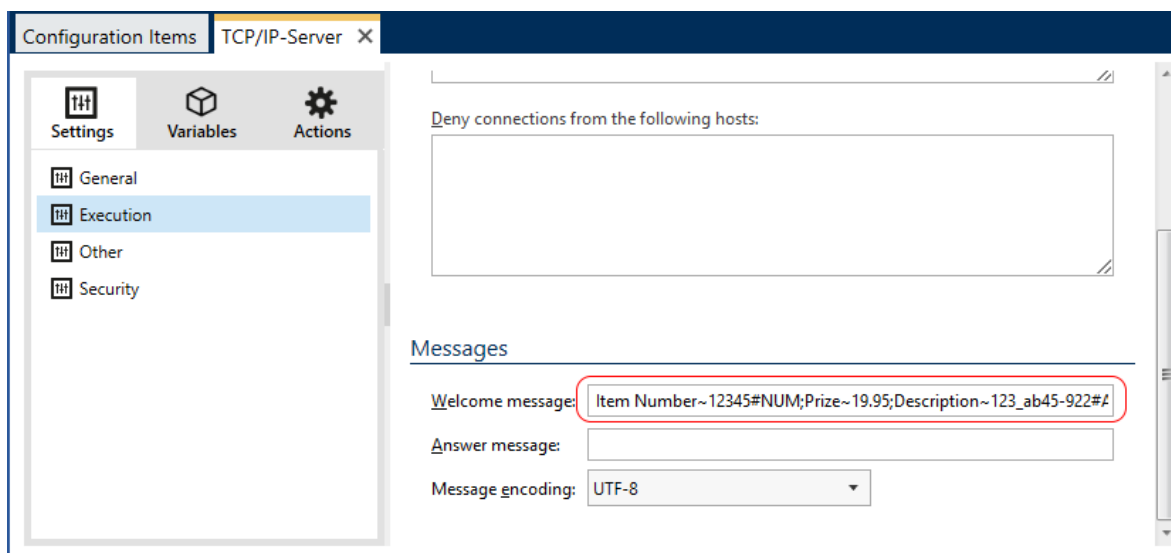 Configuration Items
TCP/IP-Server
Settings
Variables
Actions
General
Execution
Other
Security
Deny connections from the following hosts:
Messages
Welcome message: Item Number~12345#NUM;Prize~19.95;Description~123_ab45-922#A
Answer message:
Message encoding: UTF-8